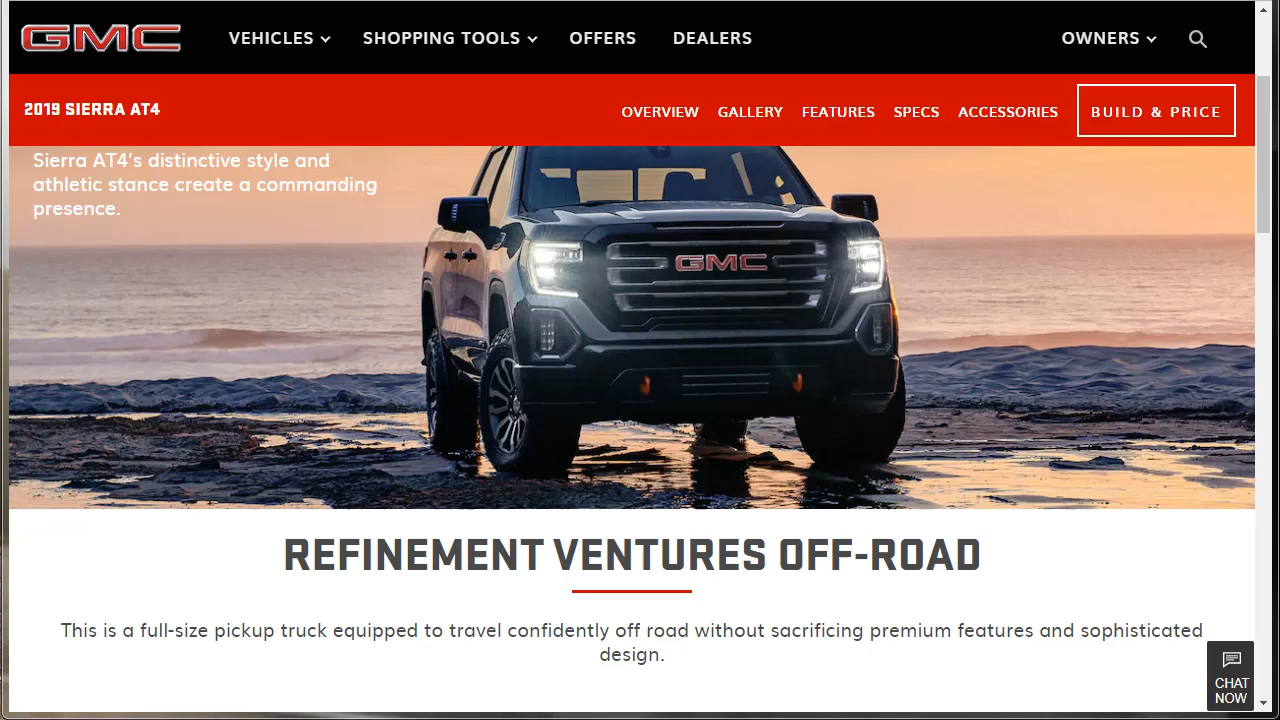 GMC
VEHICLES
SHOPPING TOOLS
OFFERS
DEALERS
OWNERS
2019 SIERRA AT4
OVERVIEW
GALLERY
FEATURES
SPECS
ACCESSORIES
BUILD & PRICE
Sierra AT4's distinctive style and
athletic stance create a commanding
presence.
GMC
REFINEMENT VENTURES OFF-ROAD
This is a full-size pickup truck equipped to travel confidently off road without sacrificing premium features and sophisticated
design.
CHAT
NOW